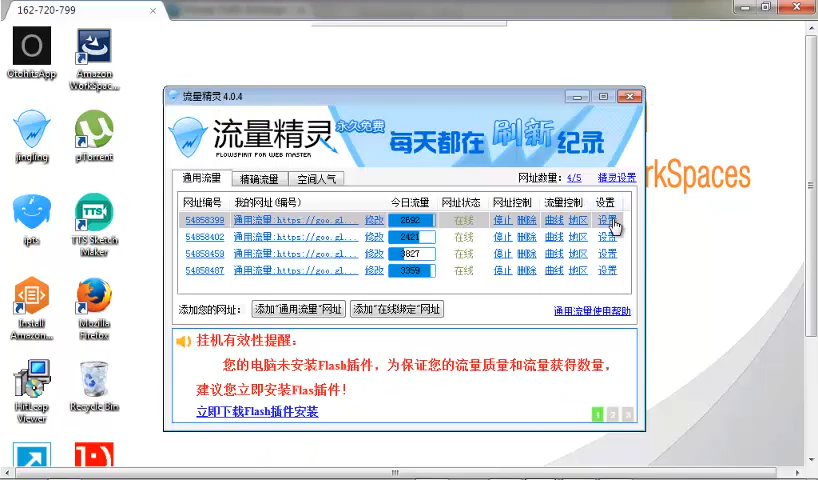 162-720-799
OtohitsApp
Amazon
WorkSpac...
jingling
µTorrent
ipts
TTS Sketch
Maker
Install
Amazon...
Mozilla
Firefox
HitLeap
Viewer
Recycle Bin
rkSpaces
流量精灵 4.0.4
流量精灵
FLOWSPIRIT FOR WEB MASTER
永久免费
每天都在 刷新 纪录
通用流量 精确流量 空间人气 网址数量: 4/5 精灵设置
网址编号 我的网址(编号) 今日流量 网址状态 网址控制 流量控制 设置
54858399 通用流量:https://goo.gl... 修改 2692 在线 停止 删除 曲线 地区 设置
54858402 通用流量:https://goo.gl... 修改 2421 在线 停止 删除 曲线 地区 设置
54858459 通用流量:https://goo.gl... 修改 3827 在线 停止 删除 曲线 地区 设置
54858487 通用流量:https://goo.gl... 修改 3359 在线 停止 删除 曲线 地区 设置
添加您的网址: 添加“通用流量”网址 添加“在线绑定”网址 通用流量使用帮助
挂机有效性提醒:
您的电脑未安装Flash插件，为保证您的流量质量和流量获得数量，
建议您立即安装Flas插件！
立即下载Flash插件安装
1 2 3